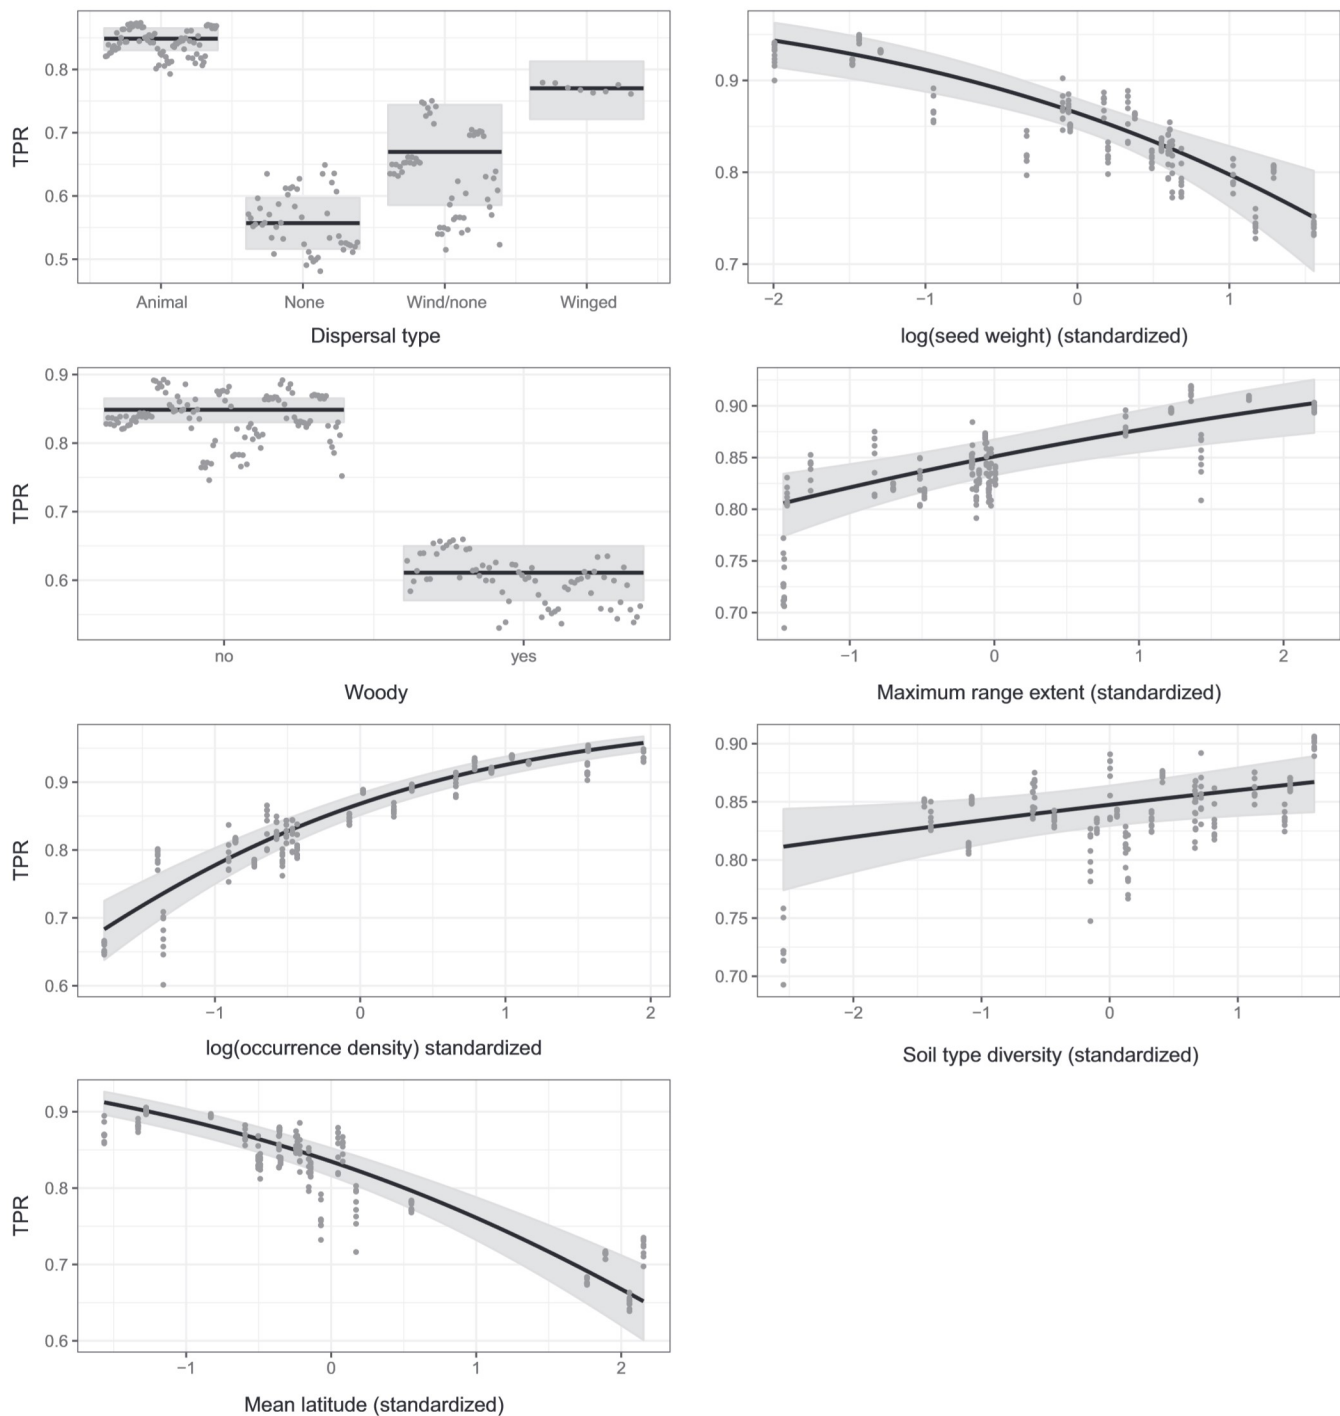 TPR
0.8
0.7
0.6
0.5
Animal None Wind/none Winged
Dispersal type
0.9
0.8
0.7
−2 −1 0 1
log(seed weight) (standardized)
TPR
0.9
0.8
0.7
0.6
no yes
Woody
0.90
0.85
0.80
0.75
0.70
−1 0 1 2
Maximum range extent (standardized)
TPR
0.9
0.8
0.7
0.6
−1 0 1 2
log(occurrence density) standardized
0.90
0.85
0.80
0.75
0.70
−2 −1 0 1
Soil type diversity (standardized)
TPR
0.9
0.8
0.7
0.6
−1 0 1 2
Mean latitude (standardized)